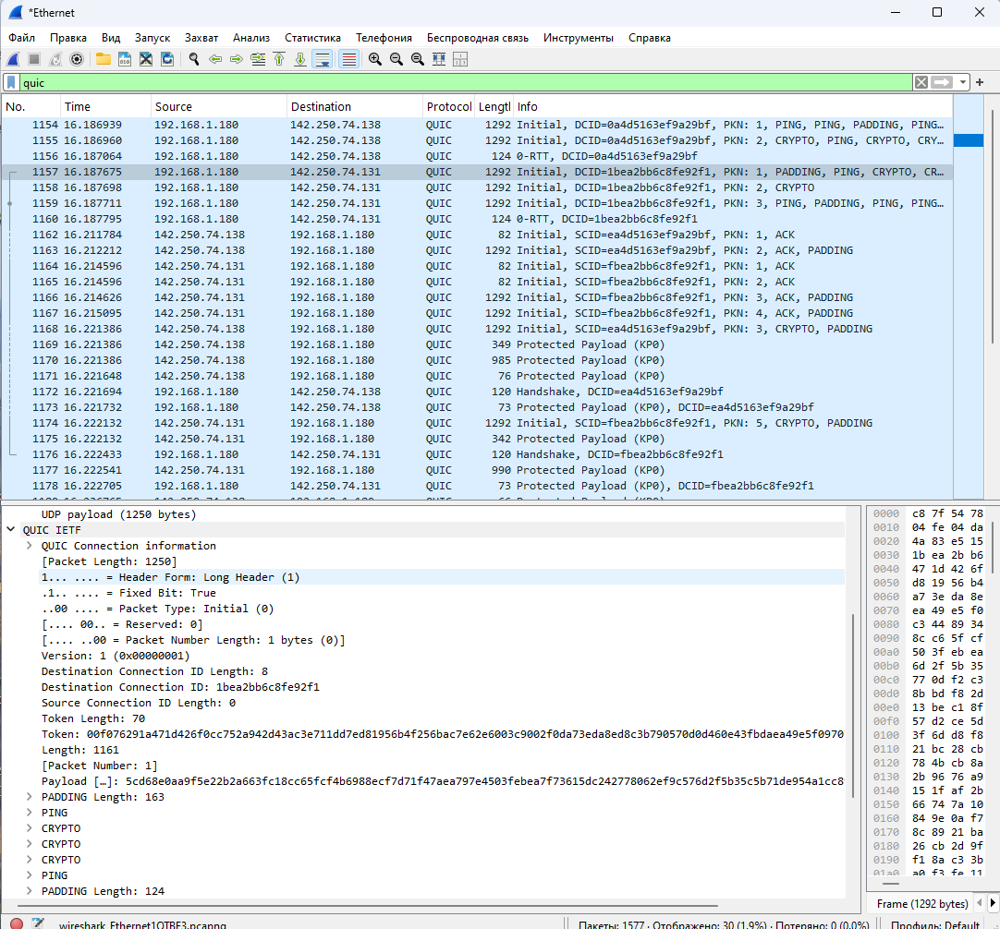 *Ethernet
Файл Правка Вид Запуск Захват Анализ Статистика Телефония Беспроводная связь Инструменты Справка
quic
No. Time Source Destination Protocol Lengtl Info
1154 16.186939 192.168.1.180 142.250.74.138 QUIC 1292 Initial, DCID=0a4d5163ef9a29bf, PKN: 1, PING, PING, PADDING, PING…
1155 16.186960 192.168.1.180 142.250.74.138 QUIC 1292 Initial, DCID=0a4d5163ef9a29bf, PKN: 2, CRYPTO, PING, CRYPTO, CRY…
1156 16.187064 192.168.1.180 142.250.74.138 QUIC 124 0-RTT, DCID=0a4d5163ef9a29bf
1157 16.187675 192.168.1.180 142.250.74.131 QUIC 1292 Initial, DCID=1bea2bb6c8fe92f1, PKN: 1, PADDING, PING, CRYPTO, CR…
1158 16.187698 192.168.1.180 142.250.74.131 QUIC 1292 Initial, DCID=1bea2bb6c8fe92f1, PKN: 2, CRYPTO
1159 16.187711 192.168.1.180 142.250.74.131 QUIC 1292 Initial, DCID=1bea2bb6c8fe92f1, PKN: 3, PING, PADDING, PING, PING…
1160 16.187795 192.168.1.180 142.250.74.131 QUIC 124 0-RTT, DCID=1bea2bb6c8fe92f1
1162 16.211784 142.250.74.138 192.168.1.180 QUIC 82 Initial, SCID=ea4d5163ef9a29bf, PKN: 1, ACK
1163 16.212212 142.250.74.138 192.168.1.180 QUIC 1292 Initial, SCID=ea4d5163ef9a29bf, PKN: 2, ACK, PADDING
1164 16.214596 142.250.74.131 192.168.1.180 QUIC 82 Initial, SCID=fbea2bb6c8fe92f1, PKN: 1, ACK
1165 16.214596 142.250.74.131 192.168.1.180 QUIC 82 Initial, SCID=fbea2bb6c8fe92f1, PKN: 2, ACK
1166 16.214626 142.250.74.131 192.168.1.180 QUIC 1292 Initial, SCID=fbea2bb6c8fe92f1, PKN: 3, ACK, PADDING
1167 16.215095 142.250.74.131 192.168.1.180 QUIC 1292 Initial, SCID=fbea2bb6c8fe92f1, PKN: 4, ACK, PADDING
1168 16.221386 142.250.74.138 192.168.1.180 QUIC 1292 Initial, SCID=ea4d5163ef9a29bf, PKN: 3, CRYPTO, PADDING
1169 16.221386 142.250.74.138 192.168.1.180 QUIC 349 Protected Payload (KP0)
1170 16.221386 142.250.74.138 192.168.1.180 QUIC 985 Protected Payload (KP0)
1171 16.221648 142.250.74.138 192.168.1.180 QUIC 76 Protected Payload (KP0)
1172 16.221694 192.168.1.180 142.250.74.138 QUIC 120 Handshake, DCID=ea4d5163ef9a29bf
1173 16.221732 192.168.1.180 142.250.74.138 QUIC 73 Protected Payload (KP0), DCID=ea4d5163ef9a29bf
1174 16.222132 142.250.74.131 192.168.1.180 QUIC 1292 Initial, SCID=fbea2bb6c8fe92f1, PKN: 5, CRYPTO, PADDING
1175 16.222132 142.250.74.131 192.168.1.180 QUIC 342 Protected Payload (KP0)
1176 16.222433 192.168.1.180 142.250.74.131 QUIC 120 Handshake, DCID=fbea2bb6c8fe92f1
1177 16.222541 142.250.74.131 192.168.1.180 QUIC 990 Protected Payload (KP0)
1178 16.222705 192.168.1.180 142.250.74.131 QUIC 73 Protected Payload (KP0), DCID=fbea2bb6c8fe92f1
UDP payload (1250 bytes)
QUIC IETF
QUIC Connection information
[Packet Length: 1250]
1... .... = Header Form: Long Header (1)
.1.. .... = Fixed Bit: True
..00 .... = Packet Type: Initial (0)
[.... 00.. = Reserved: 0]
[.... ..00 = Packet Number Length: 1 bytes (0)]
Version: 1 (0x00000001)
Destination Connection ID Length: 8
Destination Connection ID: 1bea2bb6c8fe92f1
Source Connection ID Length: 0
Token Length: 70
Token: 00f076291a471d426f0cc752a942d43ac3e711dd7ed81956b4f256bac7e62e6003c9002f0da73eda8ed8c3b790570d0d460e43fbdaea49e5f0970
Length: 1161
[Packet Number: 1]
Payload […]: 5cd68e0aa9f5e22b2a663fc18cc65fcf4b6988ecf7d71f47aea797e4503febea7f73615dc242778062ef9c576d2f5b35c5b71de954a1cc8
PADDING Length: 163
PING
CRYPTO
CRYPTO
CRYPTO
PING
PADDING Length: 124
0000 c8 7f 54 78
0010 04 fe 04 da
0020 4a 83 e5 15
0030 1b ea 2b b6
0040 47 1d 42 6f
0050 d8 19 56 b4
0060 a7 3e da 8e
0070 ea 49 e5 f0
0080 c3 44 89 34
0090 8c c6 5f cf
00a0 50 3f eb ea
00b0 6d 2f 5b 35
00c0 77 0d f2 c3
00d0 8b bd f8 2d
00e0 13 be c1 8f
00f0 57 d2 ce 5d
0100 3f 6d d8 f8
0110 21 bc 28 cb
0120 78 4b cb 8a
0130 2b 96 76 a9
0140 15 1f af 2b
0150 66 74 7a 10
0160 84 9e 0a f7
0170 8c 89 21 ba
0180 26 cb 2d 9f
0190 f1 8a c3 3b
01a0 a0 f3 fe 11
Frame (1292 bytes)
wireshark_Ethernet1OTBE3.pcapng Пакеты: 1577 · Отображено: 30 (1.9%) · Потеряно: 0 (0.0%) Профиль: Default